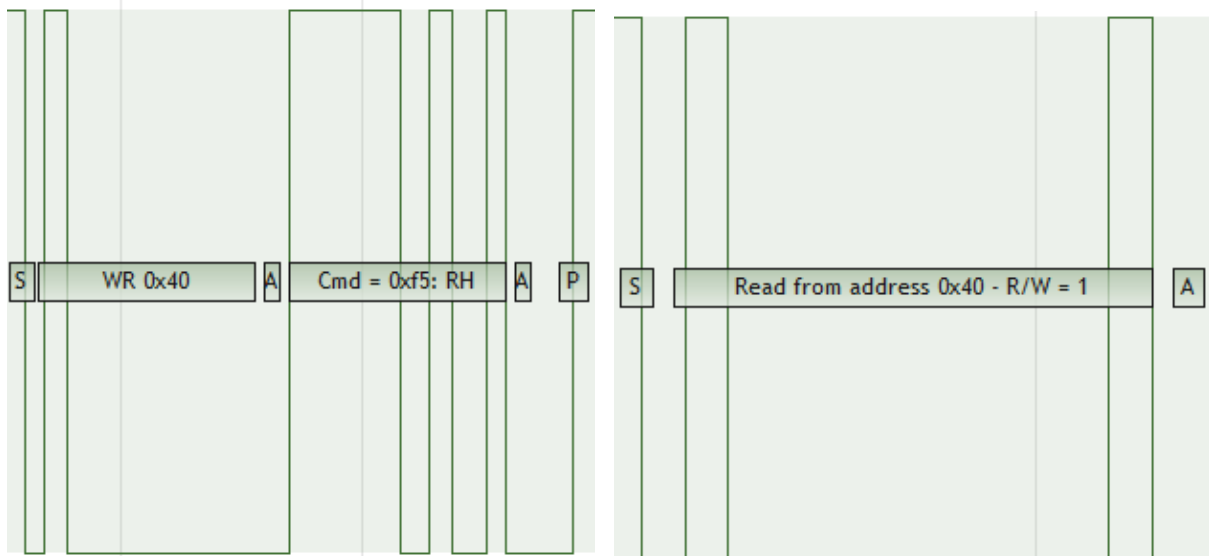 S WR 0x40 A Cmd = 0xf5: RH A P
S Read from address 0x40 - R/W = 1 A